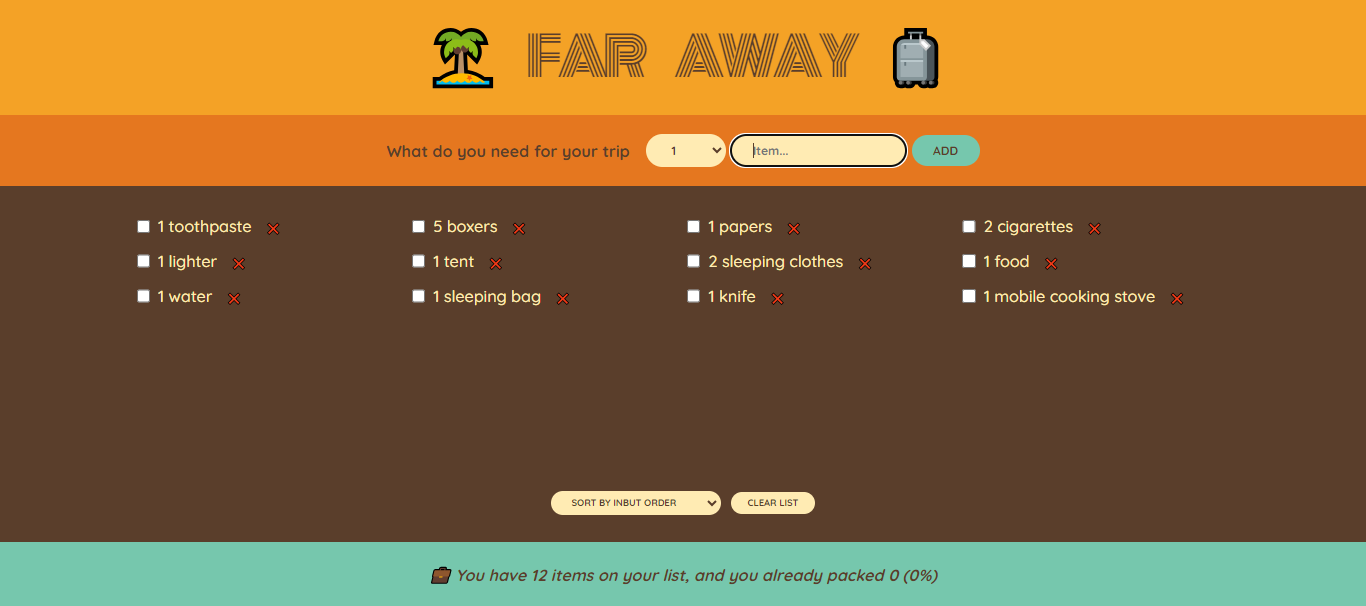 FAR AWAY
What do you need for your trip 1 Item... ADD
1 toothpaste 5 boxers 1 papers 2 cigarettes
1 lighter 1 tent 2 sleeping clothes 1 food
1 water 1 sleeping bag 1 knife 1 mobile cooking stove
SORT BY INBUT ORDER CLEAR LIST
You have 12 items on your list, and you already packed 0 (0%)